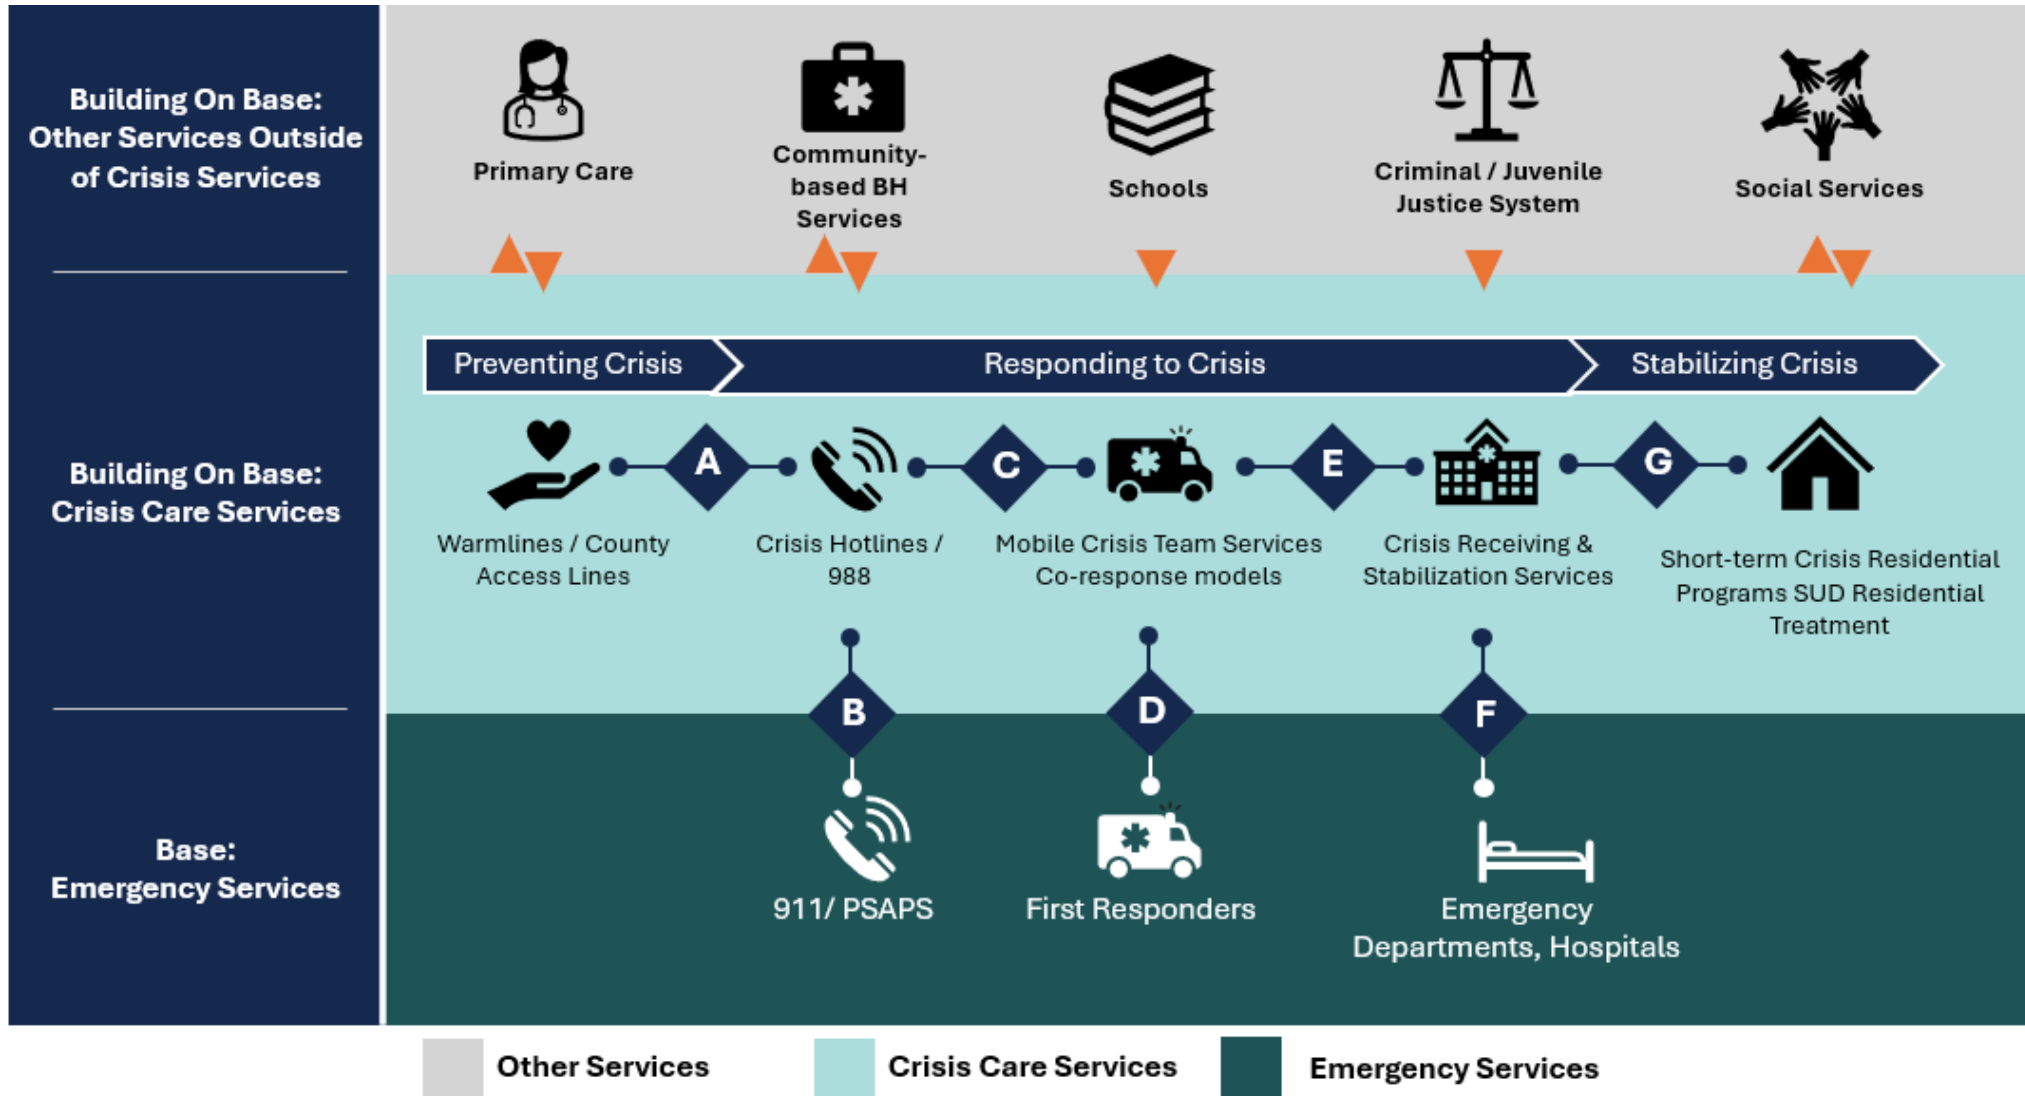 Building On Base:
Other Services Outside
of Crisis Services
Primary Care
Community-
based BH
Services
Schools
Criminal / Juvenile
Justice System
Social Services
Building On Base:
Crisis Care Services
Preventing Crisis
Responding to Crisis
Stabilizing Crisis
A
C
E
G
Warmlines / County
Access Lines
Crisis Hotlines /
988
Mobile Crisis Team Services
Co-response models
Crisis Receiving &
Stabilization Services
Short-term Crisis Residential
Programs SUD Residential
Treatment
B
D
F
Base:
Emergency Services
911/ PSAPS
First Responders
Emergency
Departments, Hospitals
Other Services
Crisis Care Services
Emergency Services